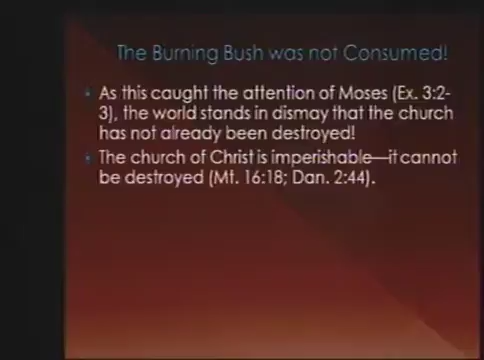 The Burning Bush was not Consumed!
As this caught the attention of Moses (Ex. 3:2-
3), the world stands in dismay that the church
has not already been destroyed!
The church of Christ is imperishable—it cannot
be destroyed (Mt. 16:18; Dan. 2:44).